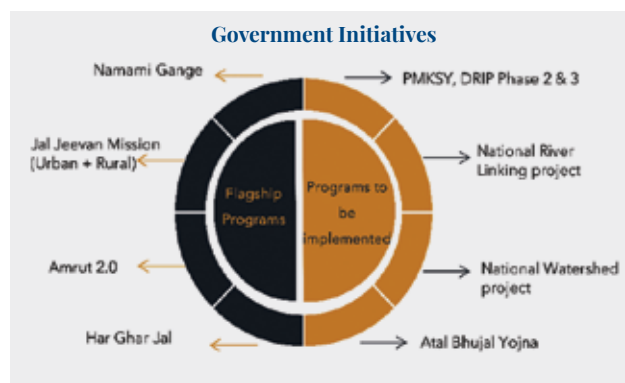 Government Initiatives
Namami Gange
PMKSY, DRIP Phase 2 & 3
Jal Jeevan Mission
(Urban + Rural)
National River
Linking project
Flagship
Programs
Programs to
be
implemented
Amrut 2.0
National Watershed
project
Har Ghar Jal
Atal Bhujal Yojna